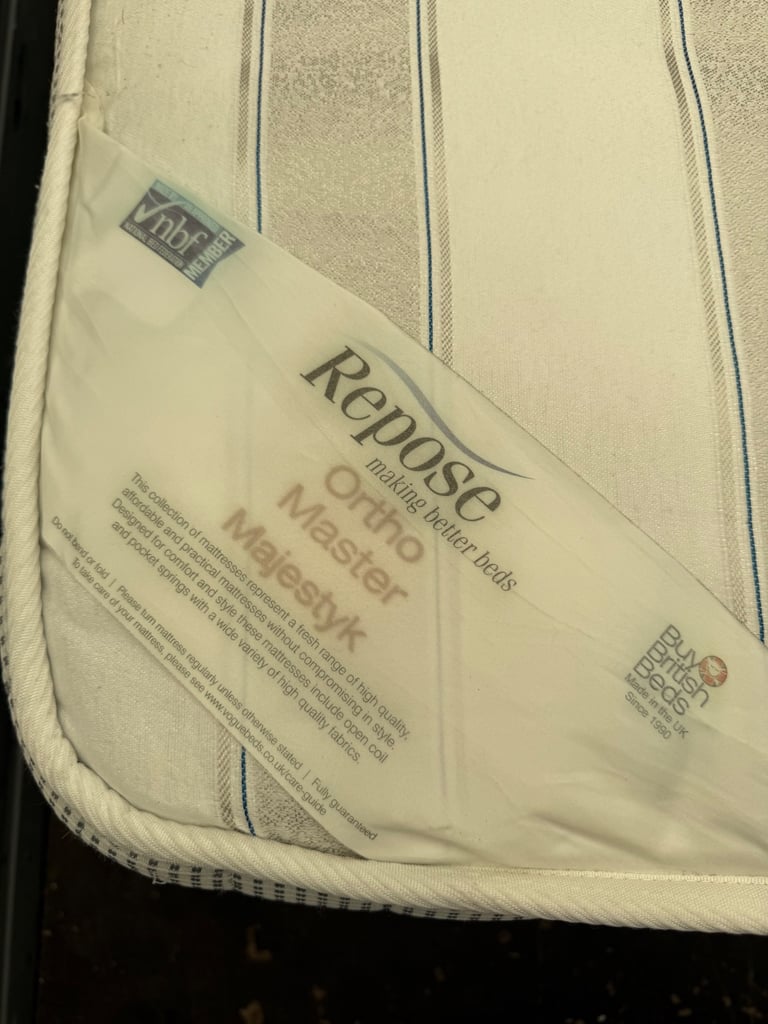 nbf
NATIONAL BED FEDERATION
MEMBER
Repose
making better beds
Ortho
Master
Majestyk
This collection of mattresses represent a fresh range of high quality,
affordable and practical mattresses without compromising in style.
Designed for comfort and style these mattresses include open coil
and pocket springs with a wide variety of high quality fabrics.
Do not bend or fold | Please turn mattress regularly unless otherwise stated | Fully guaranteed
To take care of your mattress, please see www.voguebeds.co.uk/care-guide
Buy
British
Beds
Made in the UK
Since 1990